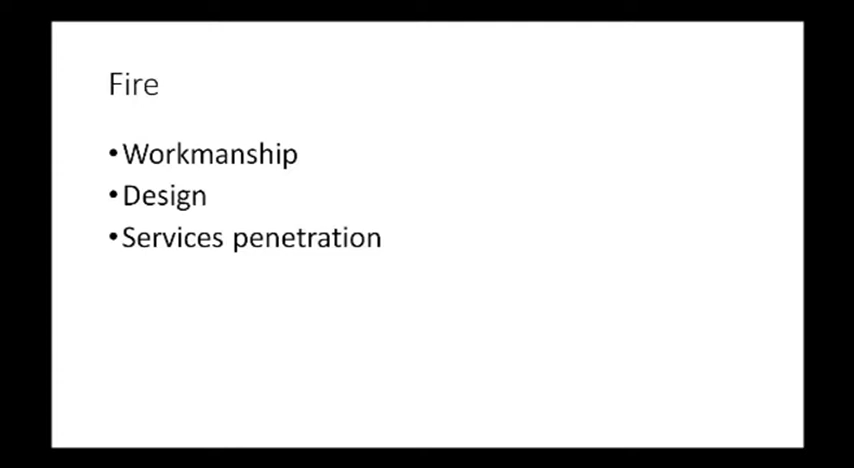 Fire
•Workmanship
•Design
•Services penetration